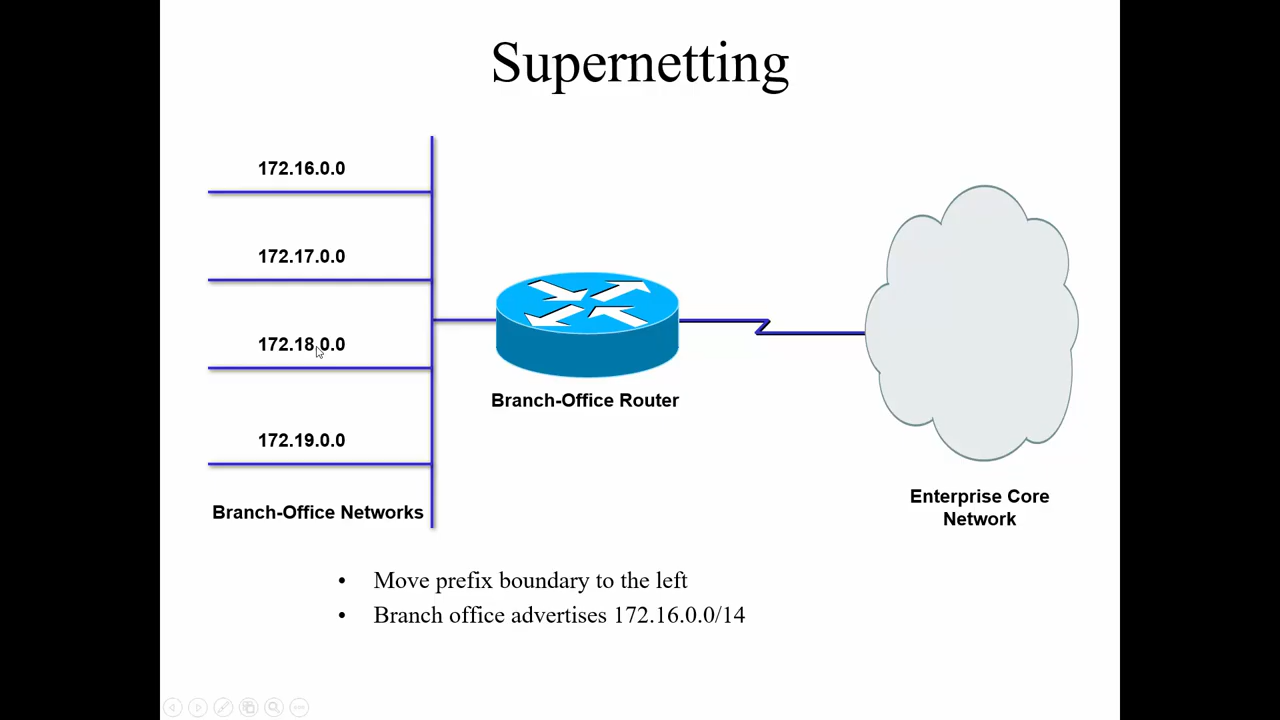 Supernetting
172.16.0.0
172.17.0.0
172.18.0.0
172.19.0.0
Branch-Office Networks
Branch-Office Router
Enterprise Core
Network
• Move prefix boundary to the left
• Branch office advertises 172.16.0.0/14